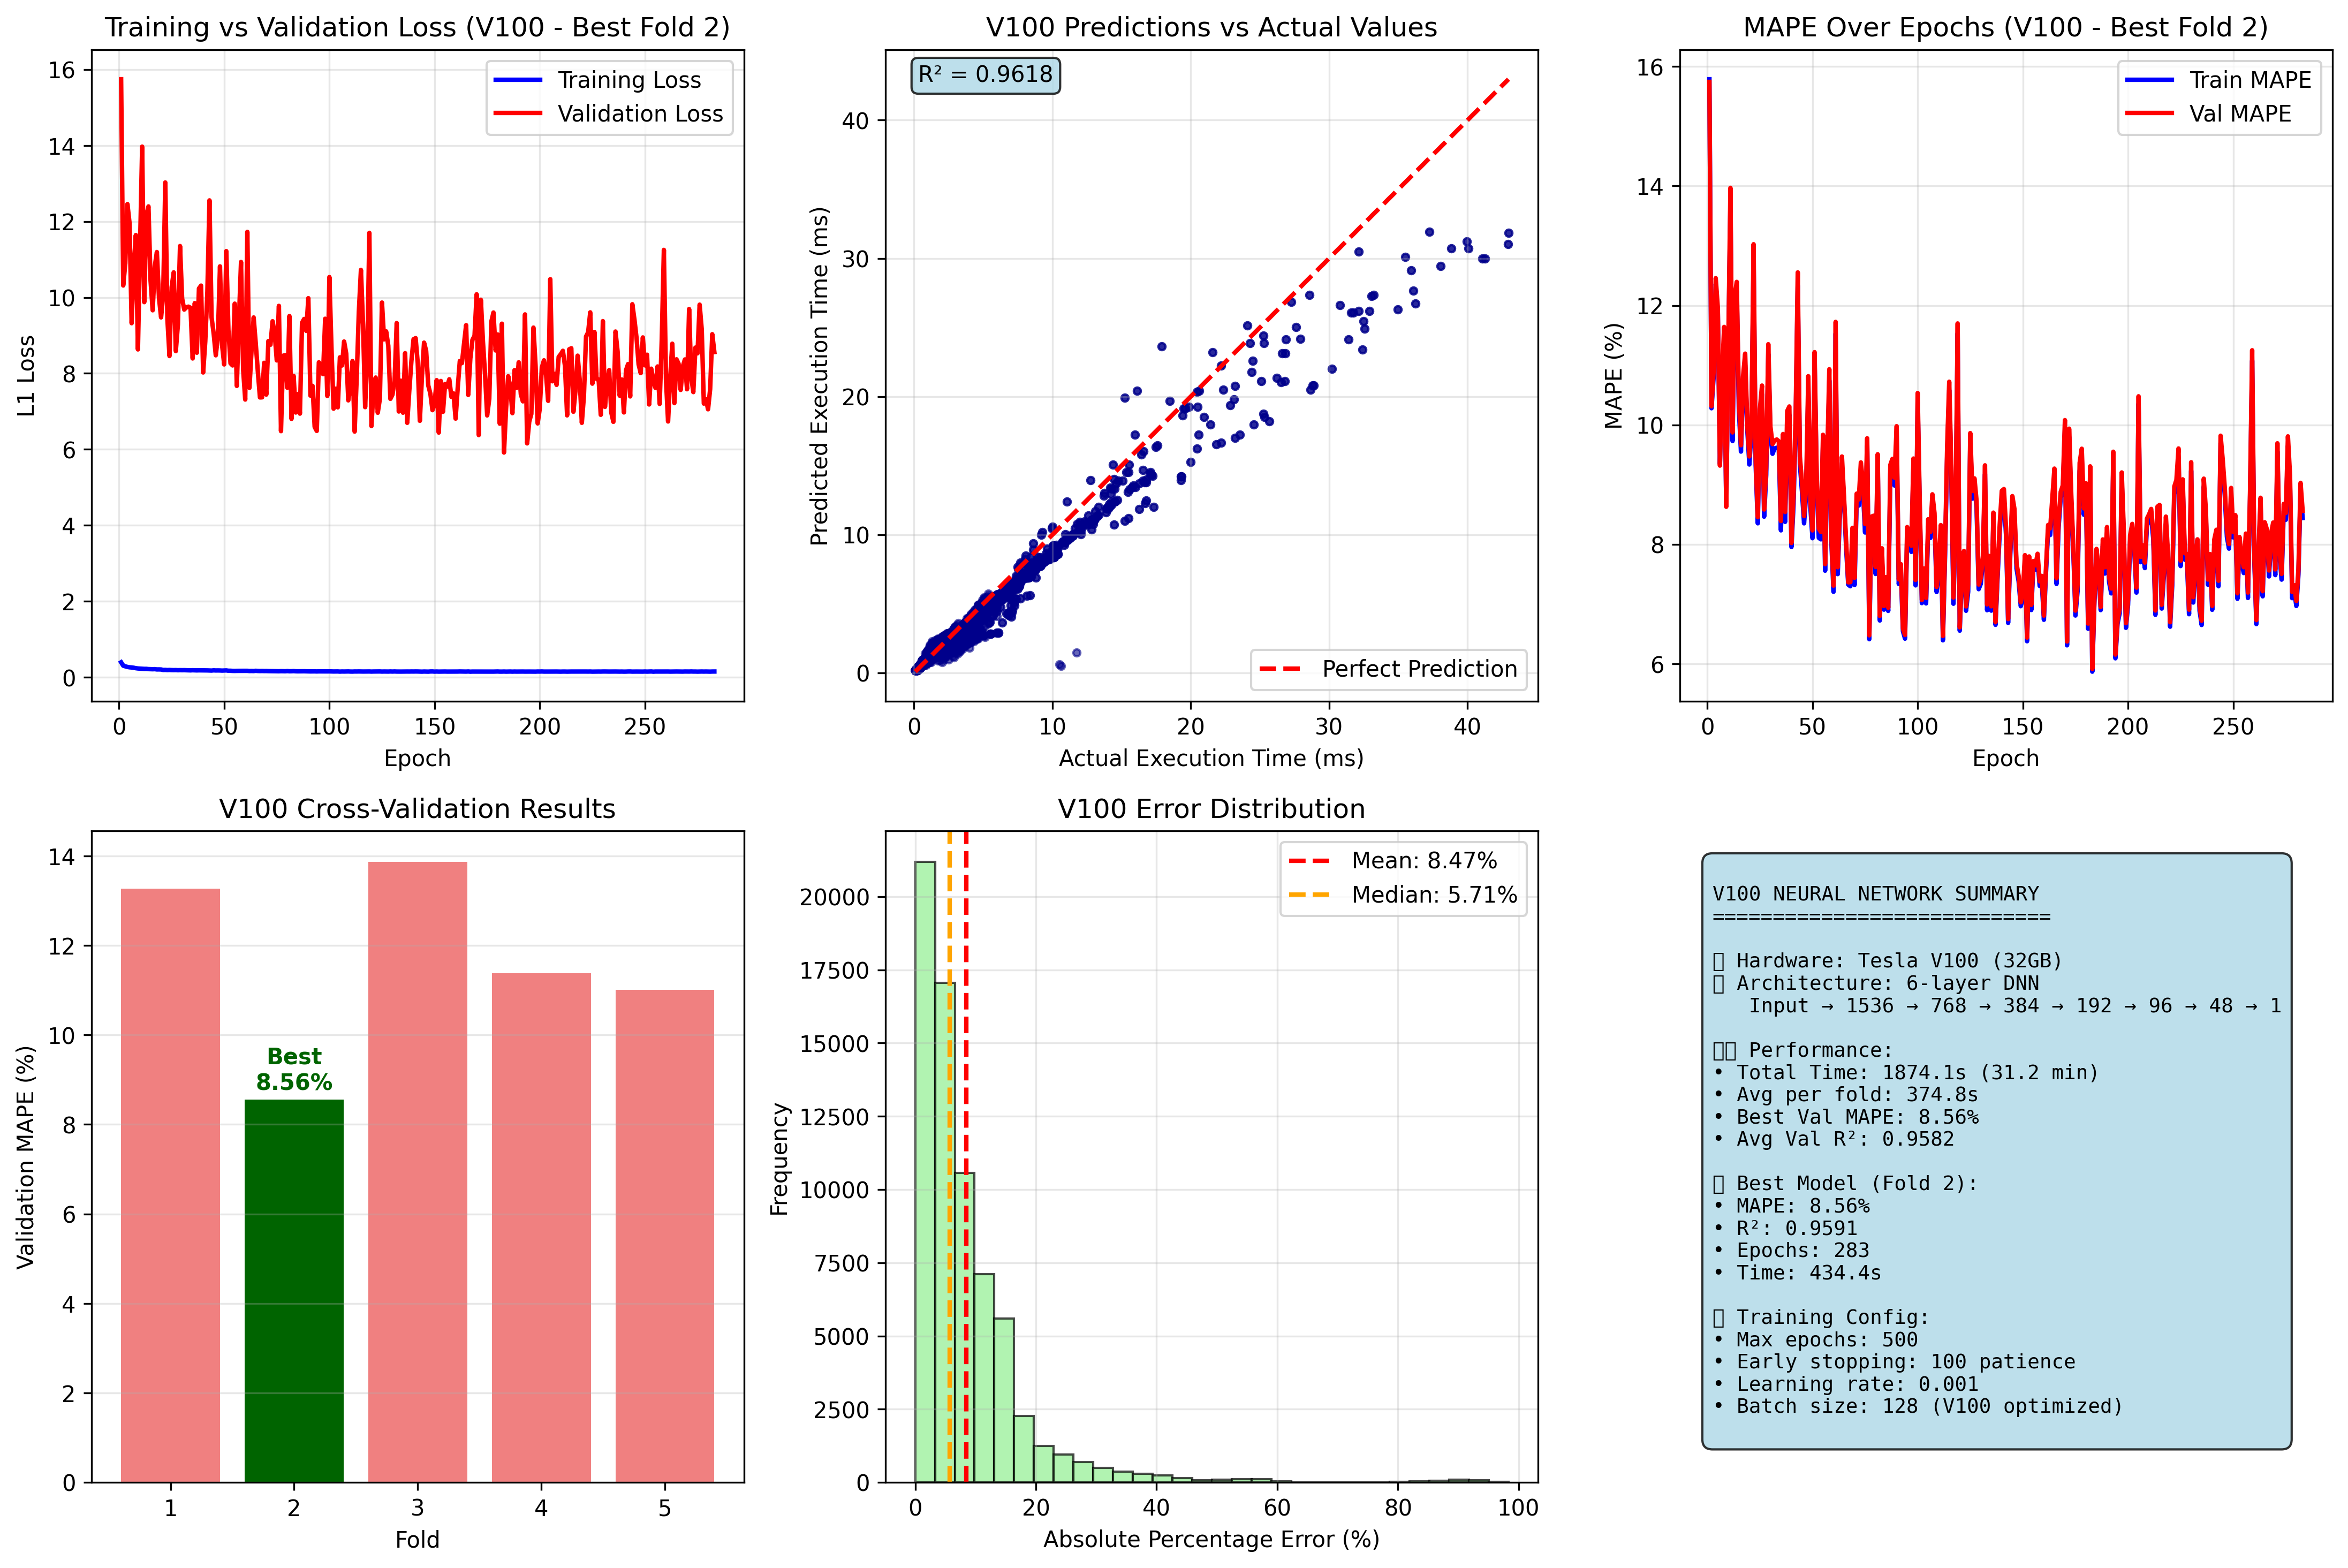 Training vs Validation Loss (V100 - Best Fold 2)
16
14
12
10
8
6
4
2
0
L1 Loss
Training Loss
Validation Loss
0 50 100 150 200 250
Epoch
V100 Predictions vs Actual Values
R² = 0.9618
40
30
20
10
0
Predicted Execution Time (ms)
Perfect Prediction
0 10 20 30 40
Actual Execution Time (ms)
MAPE Over Epochs (V100 - Best Fold 2)
16
14
12
10
8
6
MAPE (%)
Train MAPE
Val MAPE
0 50 100 150 200 250
Epoch
V100 Cross-Validation Results
14
12
10
8
6
4
2
0
Validation MAPE (%)
Best
8.56%
1 2 3 4 5
Fold
V100 Error Distribution
20000
17500
15000
12500
10000
7500
5000
2500
0
Frequency
Mean: 8.47%
Median: 5.71%
0 20 40 60 80 100
Absolute Percentage Error (%)
V100 NEURAL NETWORK SUMMARY
============================
Hardware: Tesla V100 (32GB)
Architecture: 6-layer DNN
Input → 1536 → 768 → 384 → 192 → 96 → 48 → 1
Performance:
• Total Time: 1874.1s (31.2 min)
• Avg per fold: 374.8s
• Best Val MAPE: 8.56%
• Avg Val R²: 0.9582
Best Model (Fold 2):
• MAPE: 8.56%
• R²: 0.9591
• Epochs: 283
• Time: 434.4s
Training Config:
• Max epochs: 500
• Early stopping: 100 patience
• Learning rate: 0.001
• Batch size: 128 (V100 optimized)